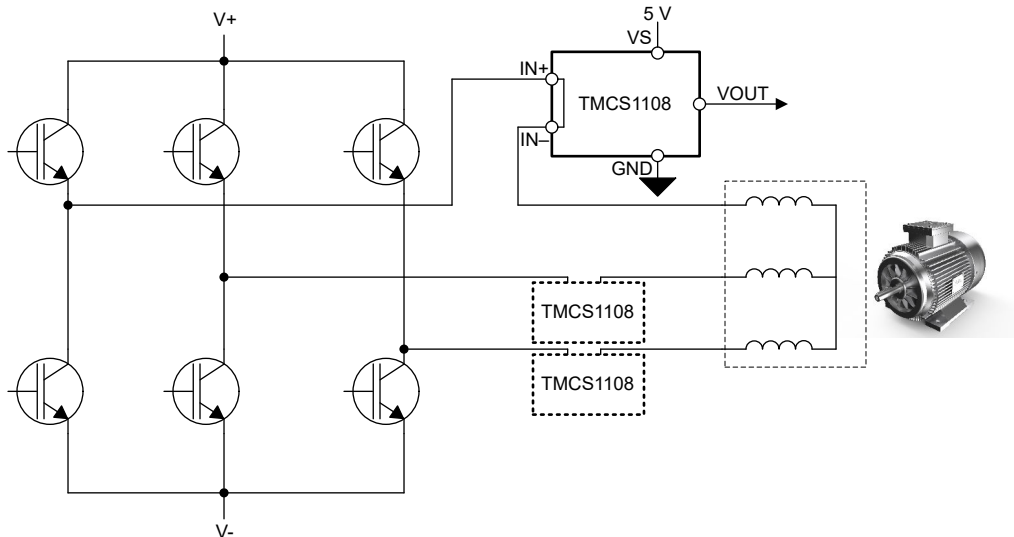 V+
5 V
VS
IN+
TMCS1108
VOUT
IN–
GND
TMCS1108
TMCS1108
V-